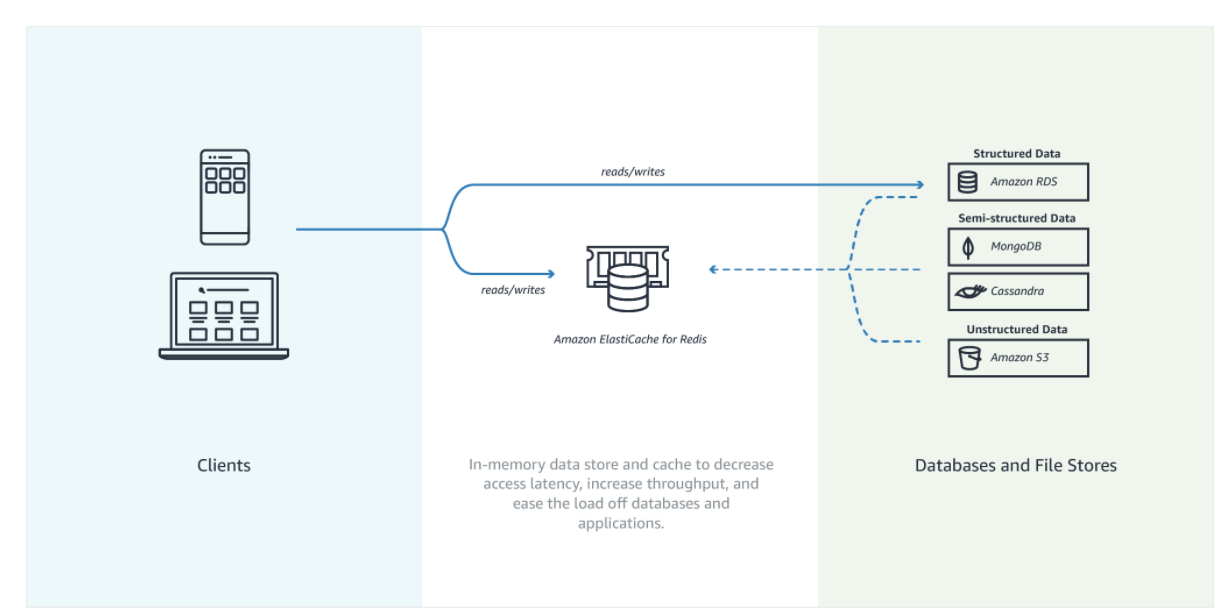 reads/writes
reads/writes
Amazon ElastiCache for Redis
Structured Data
Amazon RDS
Semi-structured Data
MongoDB
Cassandra
Unstructured Data
Amazon S3
Clients
In-memory data store and cache to decrease
access latency, increase throughput, and
ease the load off databases and
applications.
Databases and File Stores